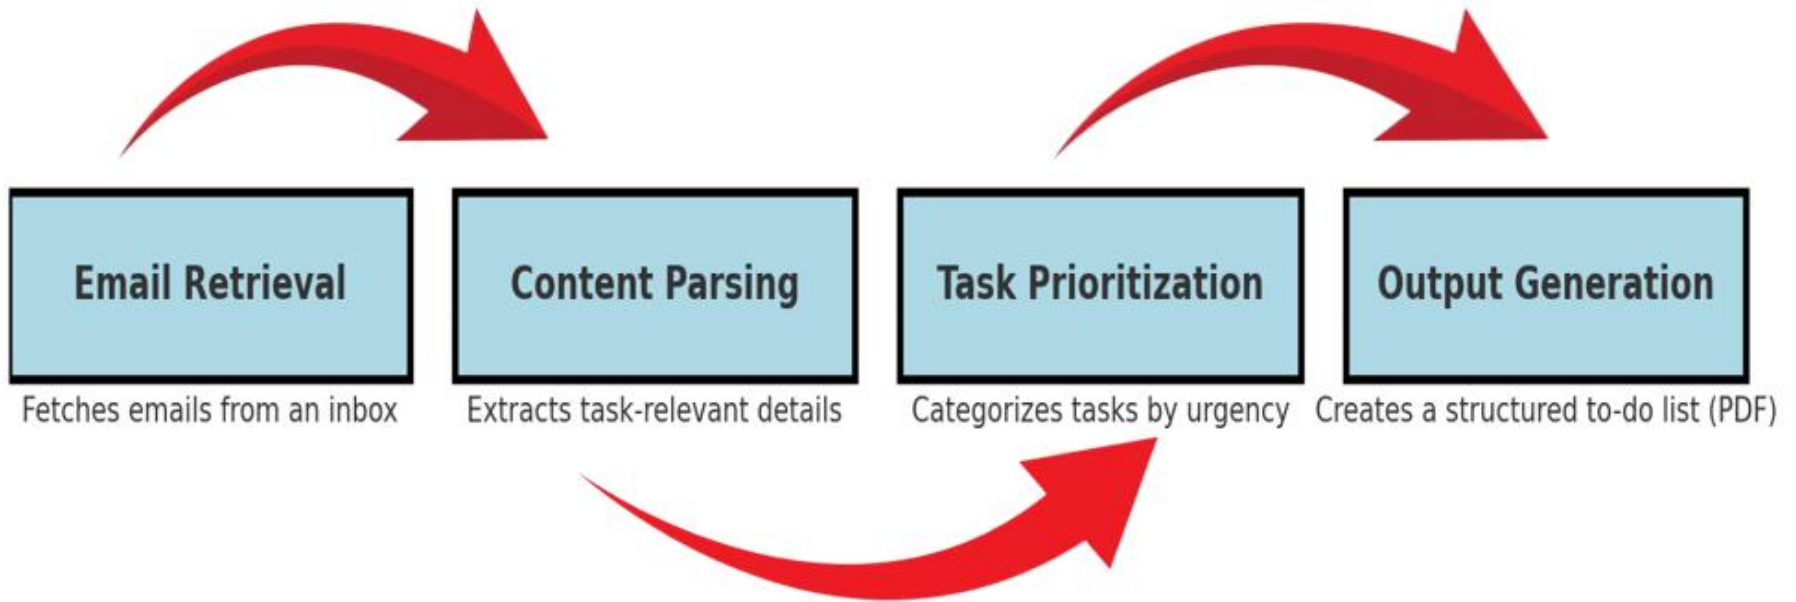 Email Retrieval
Content Parsing
Task Prioritization
Output Generation
Fetches emails from an inbox
Extracts task-relevant details
Categorizes tasks by urgency
Creates a structured to-do list (PDF)